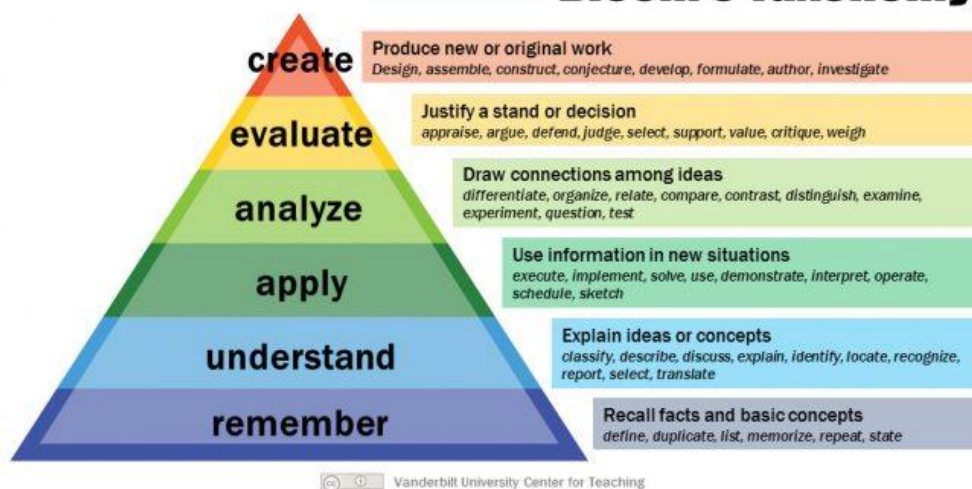 create
Produce new or original work
Design, assemble, construct, conjecture, develop, formulate, author, investigate
evaluate
Justify a stand or decision
appraise, argue, defend, judge, select, support, value, critique, weigh
analyze
Draw connections among ideas
differentiate, organize, relate, compare, contrast, distinguish, examine,
experiment, question, test
apply
Use information in new situations
execute, implement, solve, use, demonstrate, interpret, operate,
schedule, sketch
understand
Explain ideas or concepts
classify, describe, discuss, explain, identify, locate, recognize,
report, select, translate
remember
Recall facts and basic concepts
define, duplicate, list, memorize, repeat, state
cc
Vanderbilt University Center for Teaching